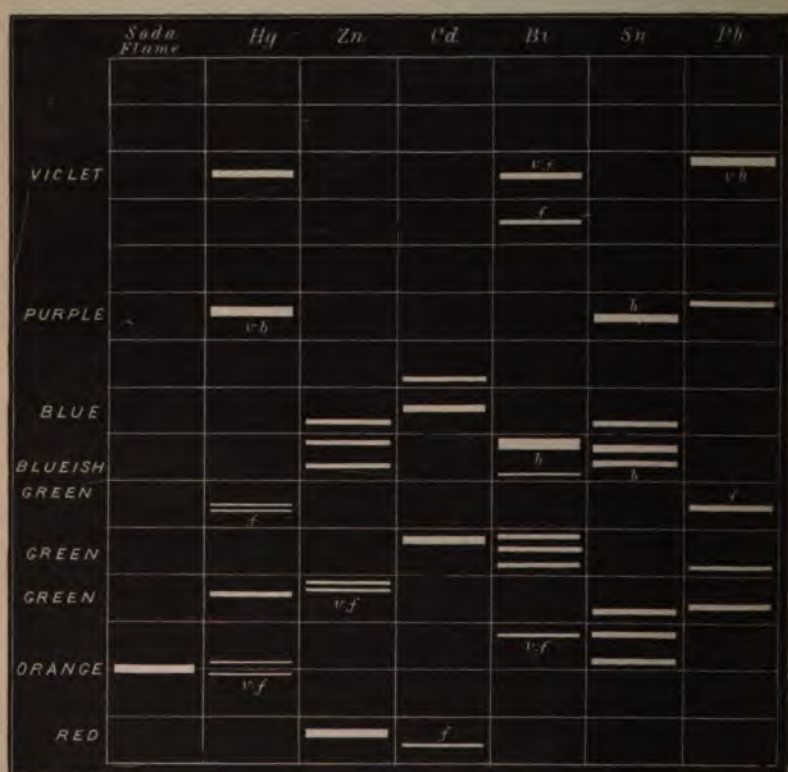 Soda Hg Zn Cd Bi Sn Pb
Flame
VIOLET v.f
v b
f
PURPLE b
v b
BLUE
BLUEISH b b
GREEN f
f
GREEN
GREEN v.f
v.f
ORANGE v.f
RED f